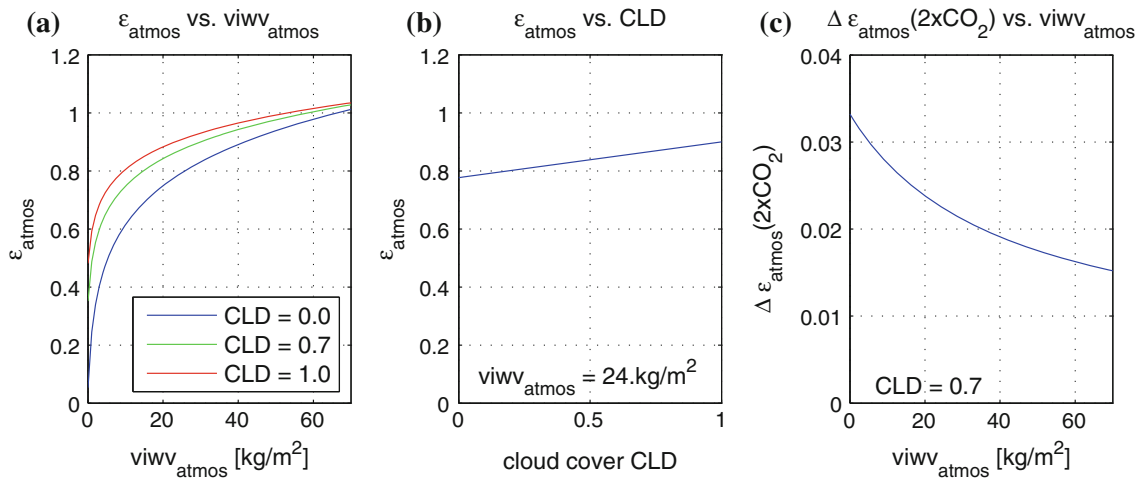 (a) ε_atmos vs. viwv_atmos
1.2
1
0.8
0.6
0.4
0.2
0
ε_atmos
CLD = 0.0
CLD = 0.7
CLD = 1.0
0 20 40 60
viwv_atmos [kg/m²]
(b) ε_atmos vs. CLD
1.2
1
0.8
0.6
0.4
0.2
0
ε_atmos
viwv_atmos = 24.kg/m²
0 0.5 1
cloud cover CLD
(c) Δ ε_atmos(2xCO₂) vs. viwv_atmos
0.04
0.03
0.02
0.01
0
Δ ε_atmos(2xCO₂)
CLD = 0.7
0 20 40 60
viwv_atmos [kg/m²]